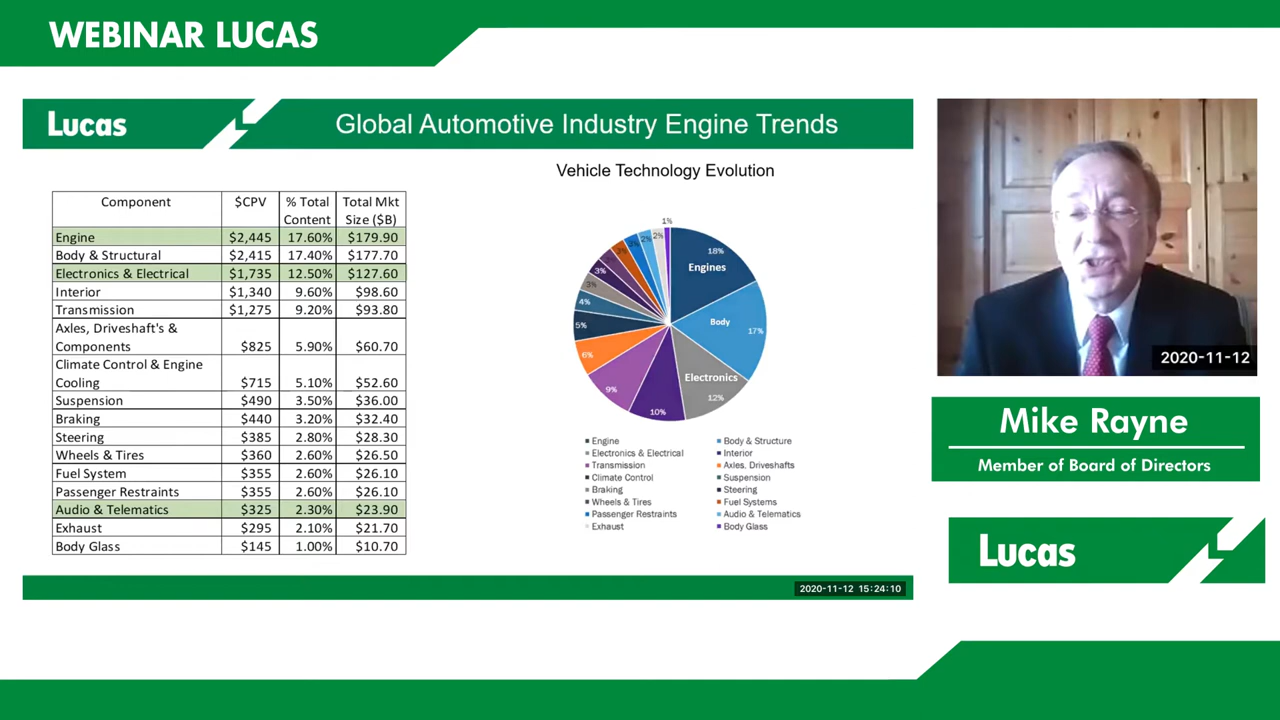 WEBINAR LUCAS
Lucas
Global Automotive Industry Engine Trends
Vehicle Technology Evolution
Component $CPV % Total Content Total Mkt Size ($B)
Engine $2,445 17.60% $179.90
Body & Structural $2,415 17.40% $177.70
Electronics & Electrical $1,735 12.50% $127.60
Interior $1,340 9.60% $98.60
Transmission $1,275 9.20% $93.80
Axles, Driveshaft's &
Components $825 5.90% $60.70
Climate Control & Engine
Cooling $715 5.10% $52.60
Suspension $490 3.50% $36.00
Braking $440 3.20% $32.40
Steering $385 2.80% $28.30
Wheels & Tires $360 2.60% $26.50
Fuel System $355 2.60% $26.10
Passenger Restraints $355 2.60% $26.10
Audio & Telematics $325 2.30% $23.90
Exhaust $295 2.10% $21.70
Body Glass $145 1.00% $10.70
1%
2%
2%
3%
3%
4%
5%
6%
9%
10%
12%
Electronics
17%
Body
18%
Engines
Engine Body & Structure
Electronics & Electrical Interior
Transmission Axles, Driveshafts
Climate Control Suspension
Braking Steering
Wheels & Tires Fuel Systems
Passenger Restraints Audio & Telematics
Exhaust Body Glass
2020-11-12 15:24:10
2020-11-12
Mike Rayne
Member of Board of Directors
Lucas